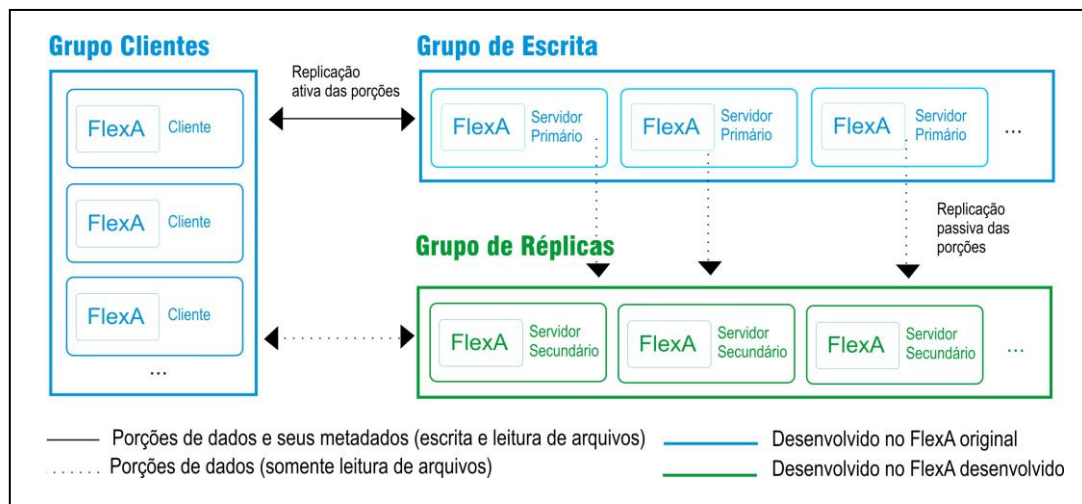 Grupo Clientes
Grupo de Escrita
Replicação
ativa das porções
FlexA Cliente
FlexA Cliente
FlexA Cliente
...
FlexA Servidor
Primário
FlexA Servidor
Primário
FlexA Servidor
Primário
...
Replicação
passiva das
porções
Grupo de Réplicas
FlexA Servidor
Secundário
FlexA Servidor
Secundário
FlexA Servidor
Secundário
...
Porções de dados e seus metadados (escrita e leitura de arquivos)
Porções de dados (somente leitura de arquivos)
Desenvolvido no FlexA original
Desenvolvido no FlexA desenvolvido